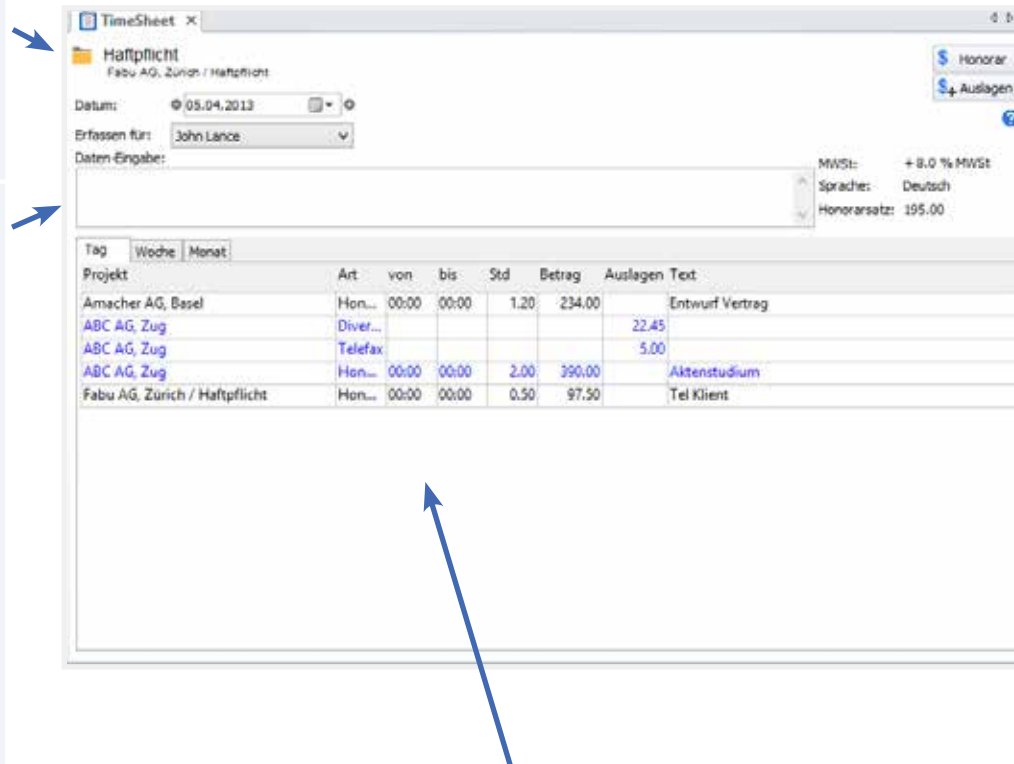 TimeSheet
Haftpflicht
Fabu AG, Zürich / Haftpflicht
Honorar
Auslagen
Datum: 05.04.2013
Erfassen für: John Lance
Daten-Eingabe:
MWSt: + 8.0 % MWSt
Sprache: Deutsch
Honorarsatz: 195.00
Tag Woche Monat
Projekt Art von bis Std Betrag Auslagen Text
Amacher AG, Basel Hon... 00:00 00:00 1.20 234.00 Entwurf Vertrag
ABC AG, Zug Diver... 22.45
ABC AG, Zug Telefax 5.00
ABC AG, Zug Hon... 00:00 00:00 2.00 390.00 Aktenstudium
Fabu AG, Zürich / Haftpflicht Hon... 00:00 00:00 0.50 97.50 Tel Klient